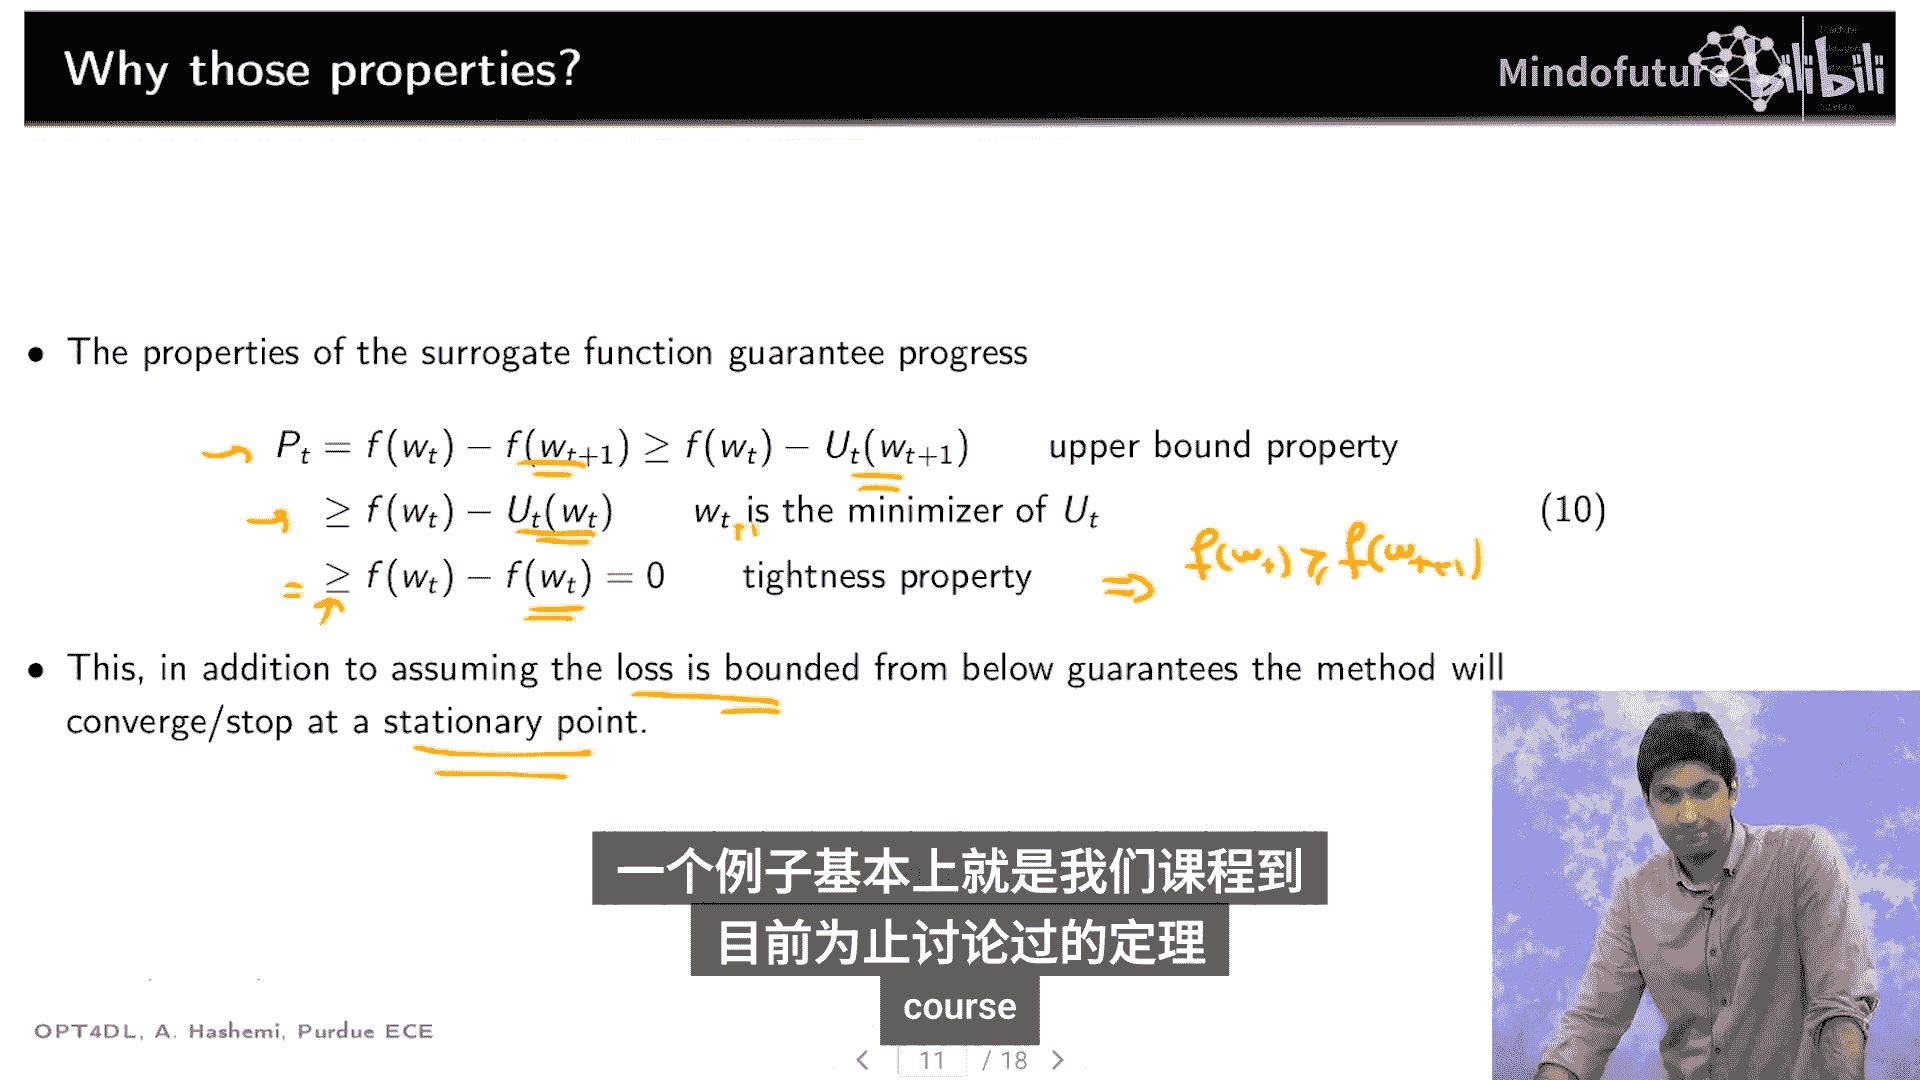 Why those properties?
Mindofuture
bilibili
• The properties of the surrogate function guarantee progress
P_t = f(w_t) − f(w_{t+1}) ≥ f(w_t) − U_t(w_{t+1}) upper bound property
≥ f(w_t) − U_t(w_t) w_{t+1} is the minimizer of U_t (10)
= ≥ f(w_t) − f(w_t) = 0 tightness property ⇒ f(w_t) ≥ f(w_{t+1})
• This, in addition to assuming the loss is bounded from below guarantees the method will
converge/stop at a stationary point.
一个例子基本上就是我们课程到
目前为止讨论过的定理
course
OPT4DL, A. Hashemi, Purdue ECE
11 / 18